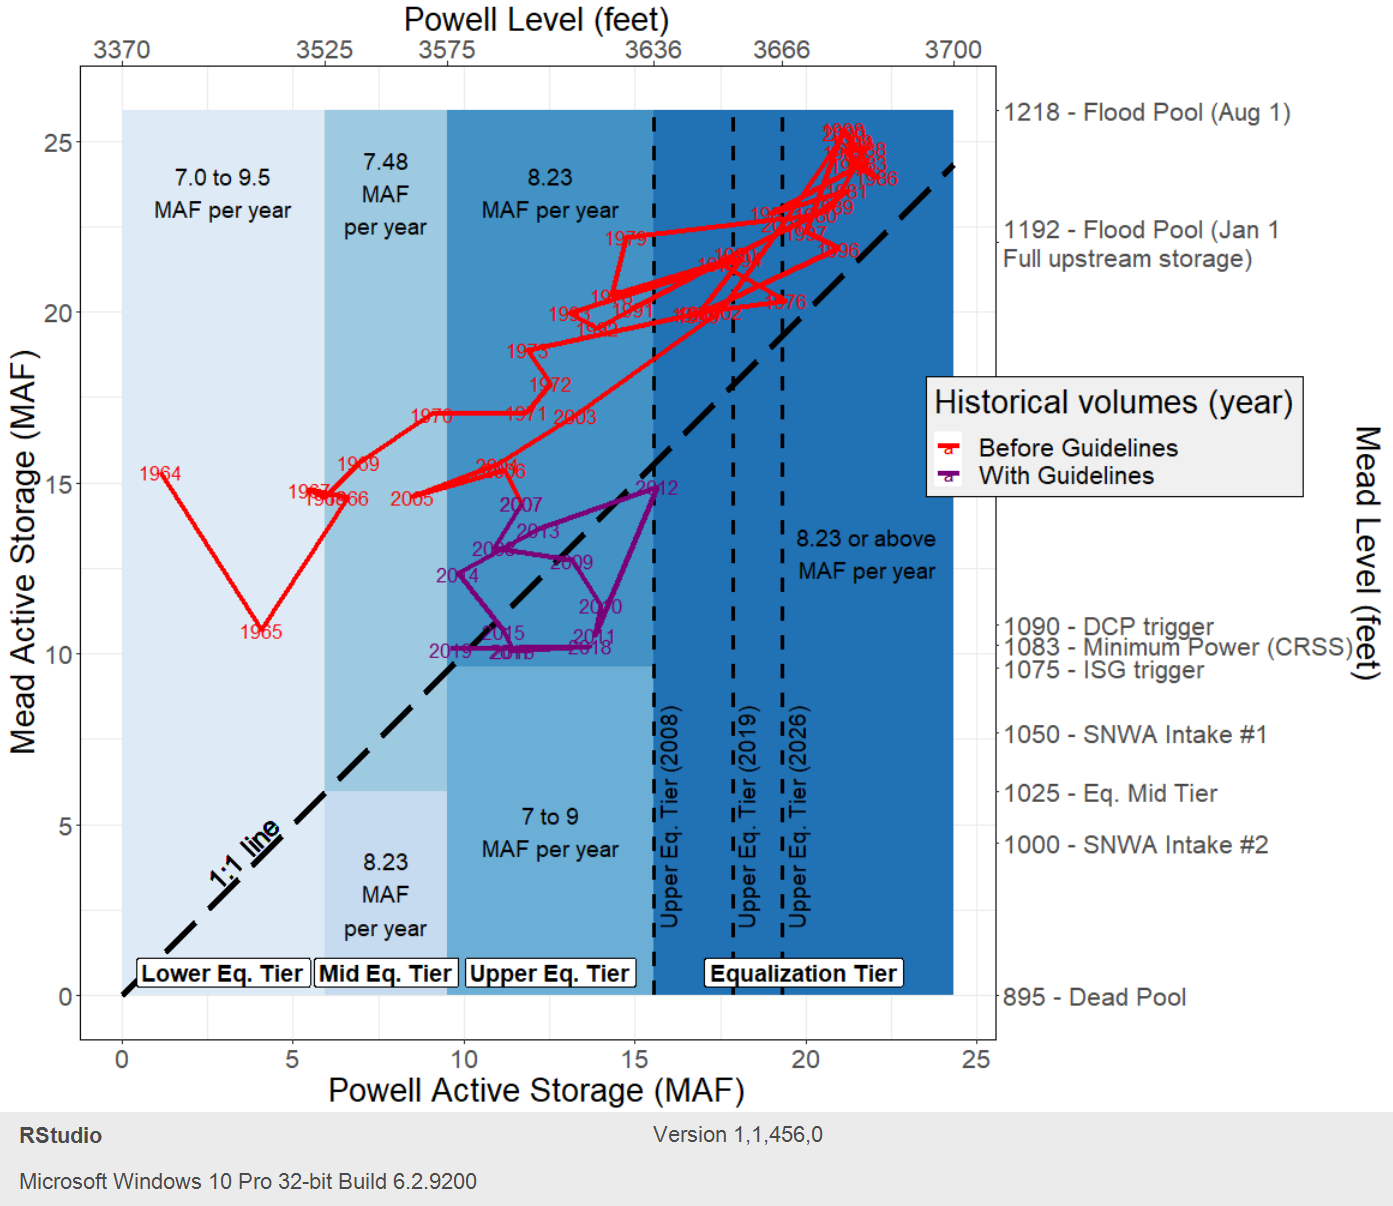 Powell Level (feet)
3370 3525 3575 3636 3666 3700
25
20
15
10
5
0
Mead Active Storage (MAF)
7.0 to 9.5
MAF per year
7.48
MAF
per year
8.23
MAF per year
1979
1993
1992
1991
1976
1996
1997
1986
1981
1973
1972
1971
2003
1970
1969
1964
1965
2005
2006
2007
2012
2013
2009
2014
2010
2015
2011
2018
2019
8.23 or above
MAF per year
7 to 9
MAF per year
8.23
MAF
per year
1:1 line
Upper Eq. Tier (2008)
Upper Eq. Tier (2019)
Upper Eq. Tier (2026)
Lower Eq. Tier
Mid Eq. Tier
Upper Eq. Tier
Equalization Tier
0 5 10 15 20 25
Powell Active Storage (MAF)
1218 - Flood Pool (Aug 1)
1192 - Flood Pool (Jan 1
Full upstream storage)
Historical volumes (year)
Before Guidelines
With Guidelines
1090 - DCP trigger
1083 - Minimum Power (CRSS)
1075 - ISG trigger
1050 - SNWA Intake #1
1025 - Eq. Mid Tier
1000 - SNWA Intake #2
895 - Dead Pool
Mead Level (feet)
RStudio
Version 1,1,456,0
Microsoft Windows 10 Pro 32-bit Build 6.2.9200